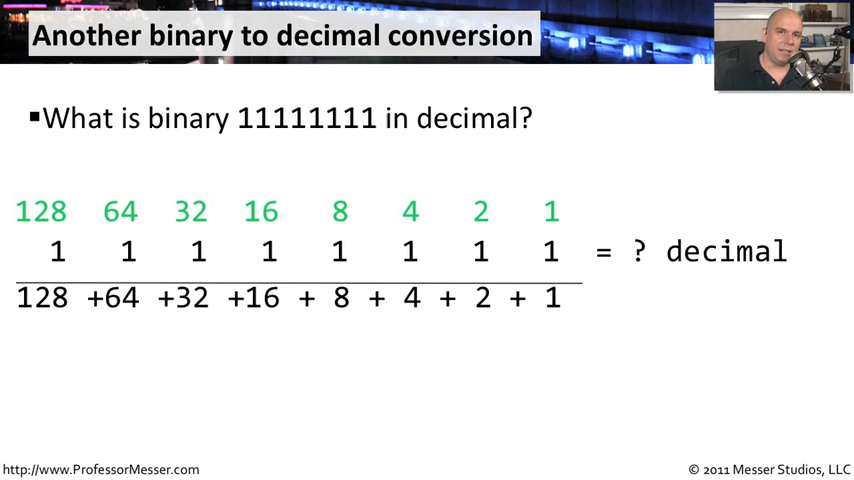 Another binary to decimal conversion
▪What is binary 11111111 in decimal?
128 64 32 16 8 4 2 1
1 1 1 1 1 1 1 1 = ? decimal
128 +64 +32 +16 + 8 + 4 + 2 + 1
http://www.ProfessorMesser.com
© 2011 Messer Studios, LLC